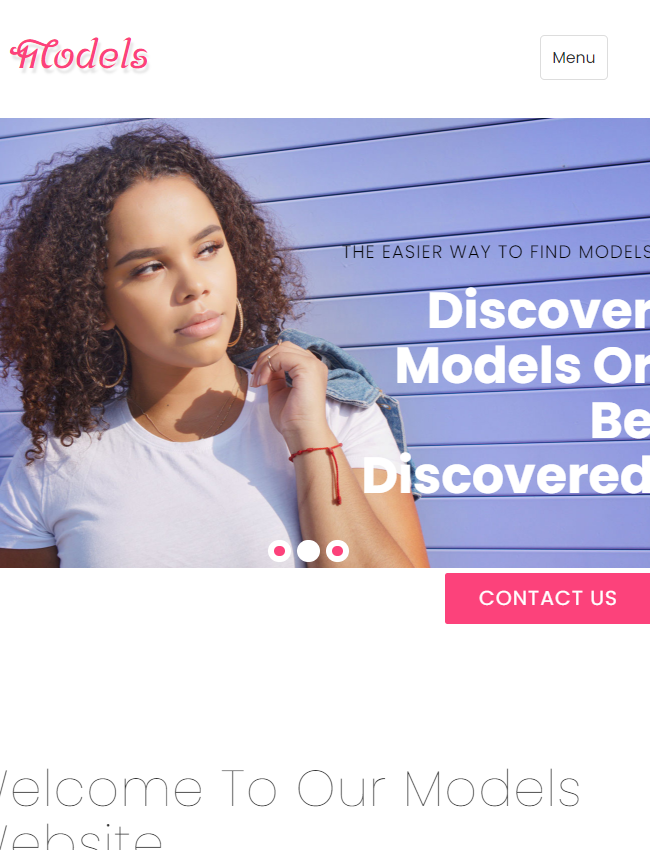 Models
Menu
THE EASIER WAY TO FIND MODELS
Discover
Models Or
Be
Discovered
CONTACT US
Welcome To Our Models
Website